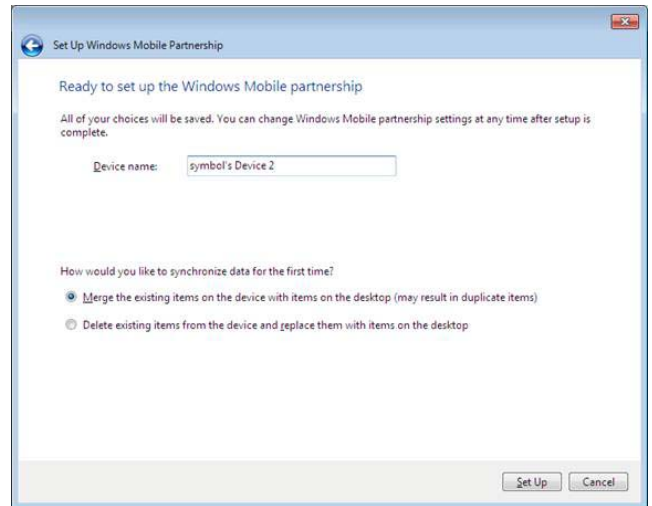 Set Up Windows Mobile Partnership
Ready to set up the Windows Mobile partnership
All of your choices will be saved. You can change Windows Mobile partnership settings at any time after setup is
complete.
Device name: symbol's Device 2
How would you like to synchronize data for the first time?
Merge the existing items on the device with items on the desktop (may result in duplicate items)
Delete existing items from the device and replace them with items on the desktop
Set Up Cancel